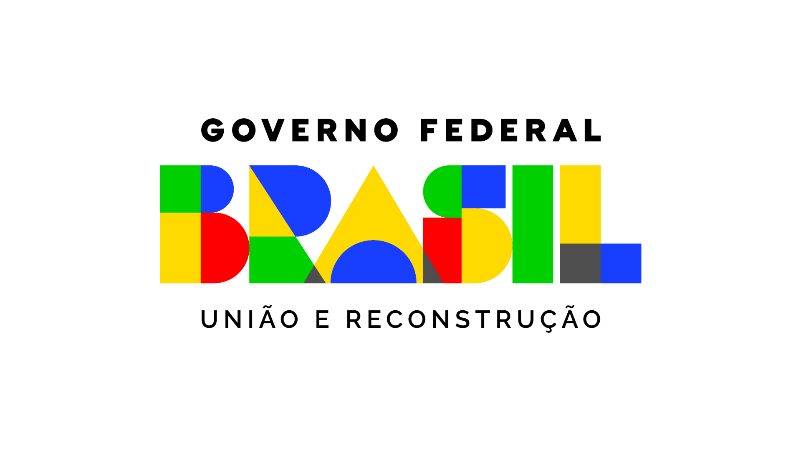 GOVERNO FEDERAL
BRASIL
UNIÃO E RECONSTRUÇÃO